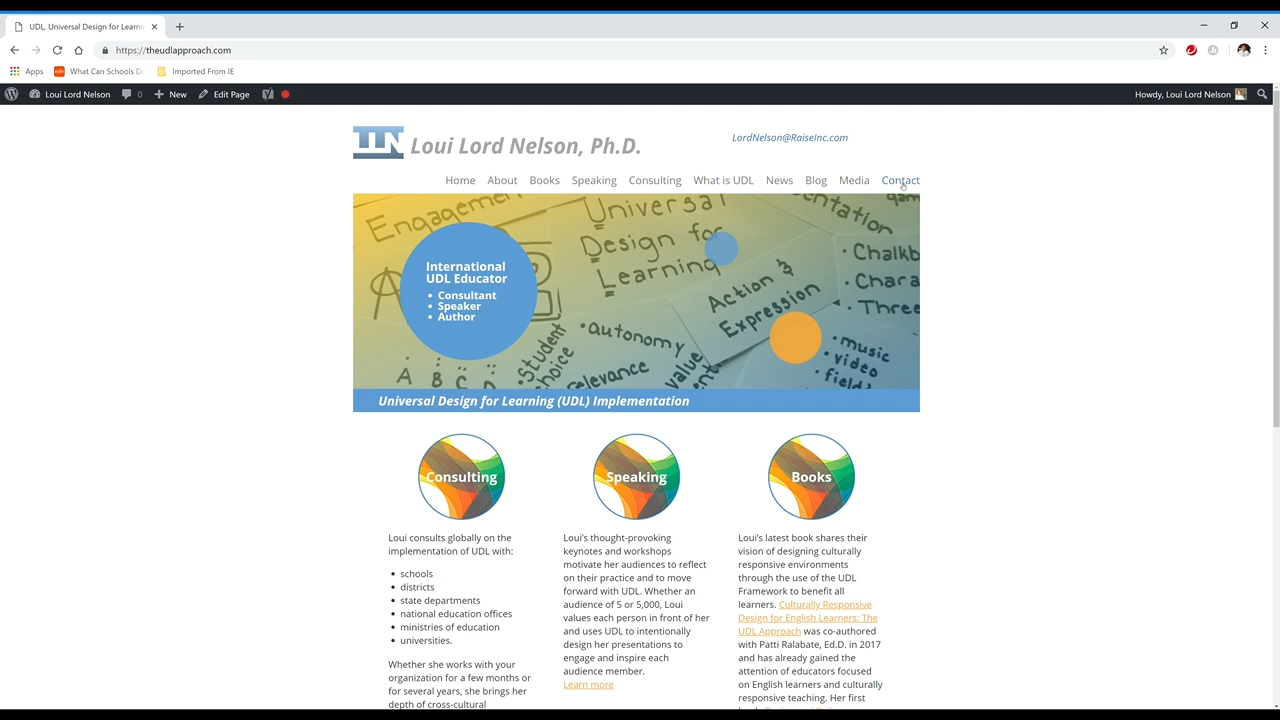 UDL, Universal Design for Learni
https://theudlapproach.com
Apps
What Can Schools Do
Imported From IE
Loui Lord Nelson
0
New
Edit Page
Howdy, Loui Lord Nelson
LLN
Loui Lord Nelson, Ph.D.
LordNelson@RaiseInc.com
Home About Books Speaking Consulting What is UDL News Blog Media Contact
Engagement
Universal
Design for
Learning
Action &
Expression
• Chalkb
• Chara
• Three
• autonomy
Student
choice
relevance
value
• music
• video
• field
A B C D
International
UDL Educator
• Consultant
• Speaker
• Author
Universal Design for Learning (UDL) Implementation
Consulting
Loui consults globally on the
implementation of UDL with:
• schools
• districts
• state departments
• national education offices
• ministries of education
• universities.
Whether she works with your
organization for a few months or
for several years, she brings her
depth of cross-cultural
Speaking
Loui’s thought-provoking
keynotes and workshops
motivate her audiences to reflect
on their practice and to move
forward with UDL. Whether an
audience of 5 or 5,000, Loui
values each person in front of her
and uses UDL to intentionally
design her presentations to
engage and inspire each
audience member.
Learn more
Books
Loui’s latest book shares their
vision of designing culturally
responsive environments
through the use of the UDL
Framework to benefit all
learners. Culturally Responsive
Design for English Learners: The
UDL Approach was co-authored
with Patti Ralabate, Ed.D. in 2017
and has already gained the
attention of educators focused
on English learners and culturally
responsive teaching. Her first